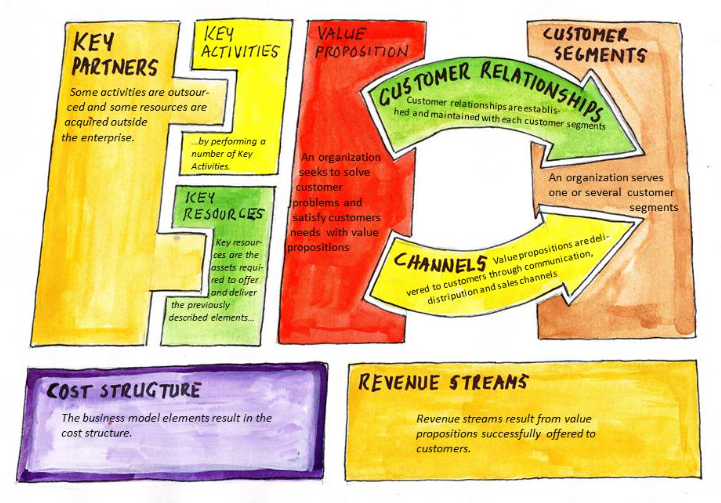 KEY
PARTNERS
Some activities are outsour-
ced and some resources are
acquired outside
the enterprise.
KEY
ACTIVITIES
...by performing a
number of Key
Activities.
KEY
RESOURCES
Key resour-
ces are the
assets requi-
red to offer
and deliver
the previously
described elements...
VALUE
PROPOSITION
An organization
seeks to solve
customer
problems and
satisfy customers
needs with value
propositions
CUSTOMER RELATIONSHIPS
Customer relationships are establis-
hed and maintained with each customer segments
CHANNELS Value propositions are deli-
vered to customers through communication,
distripution and sales channels
CUSTOMER
SEGMENTS
An organization serves
one or several customer
segments
COST STRUCTURE
The business model elements result in the
cost structure.
REVENUE STREAMS
Revenue streams result from value
propositions successfully offered to
customers.